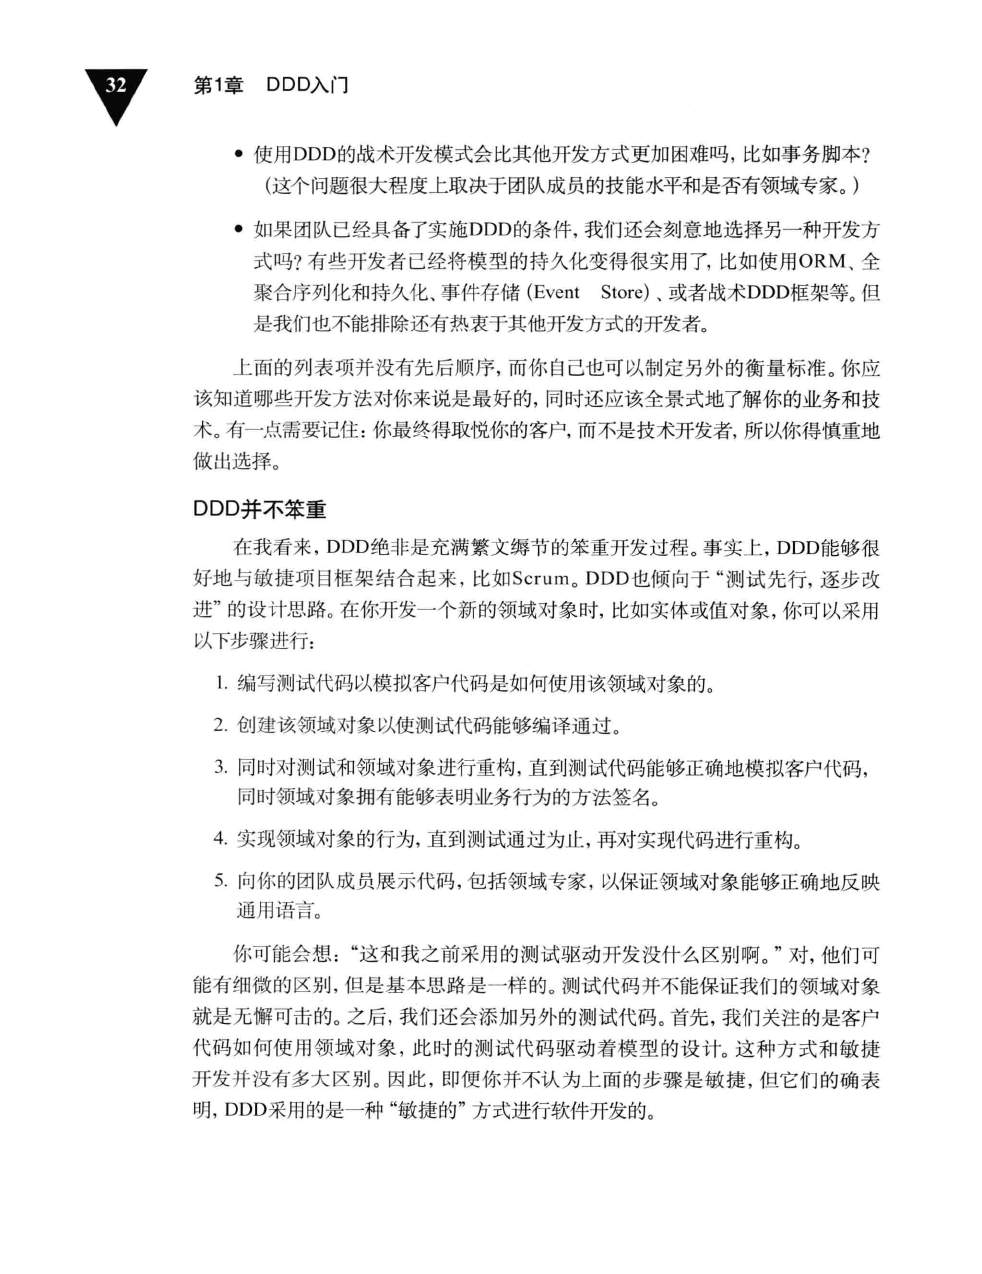 32
第1章 DDD入门
• 使用DDD的战术开发模式会比其他开发方式更加困难吗，比如事务脚本？
（这个问题很大程度上取决于团队成员的技能水平和是否有领域专家。）
• 如果团队已经具备了实施DDD的条件，我们还会刻意地选择另一种开发方
式吗？有些开发者已经将模型的持久化变得很实用了，比如使用ORM、全
聚合序列化和持久化、事件存储（Event Store）、或者战术DDD框架等。但
是我们也不能排除还有热衷于其他开发方式的开发者。
上面的列表项并没有先后顺序，而你自己也可以制定另外的衡量标准。你应
该知道哪些开发方法对你来说是最好的，同时还应该全景式地了解你的业务和技
术。有一点需要记住：你最终得取悦你的客户，而不是技术开发者，所以你得慎重地
做出选择。
DDD并不笨重
在我看来，DDD绝非是充满繁文缛节的笨重开发过程。事实上，DDD能够很
好地与敏捷项目框架结合起来，比如Scrum。DDD也倾向于“测试先行，逐步改
进”的设计思路。在你开发一个新的领域对象时，比如实体或值对象，你可以采用
以下步骤进行：
1. 编写测试代码以模拟客户代码是如何使用该领域对象的。
2. 创建该领域对象以使测试代码能够编译通过。
3. 同时对测试和领域对象进行重构，直到测试代码能够正确地模拟客户代码，
同时领域对象拥有能够表明业务行为的方法签名。
4. 实现领域对象的行为，直到测试通过为止，再对实现代码进行重构。
5. 向你的团队成员展示代码，包括领域专家，以保证领域对象能够正确地反映
通用语言。
你可能会想：“这和我之前采用的测试驱动开发没什么区别啊。”对，他们可
能有细微的区别，但是基本思路是一样的。测试代码并不能保证我们的领域对象
就是无懈可击的。之后，我们还会添加另外的测试代码。首先，我们关注的是客户
代码如何使用领域对象，此时的测试代码驱动着模型的设计。这种方式和敏捷
开发并没有多大区别。因此，即便你并不认为上面的步骤是敏捷，但它们的确表
明，DDD采用的是一种“敏捷的”方式进行软件开发的。